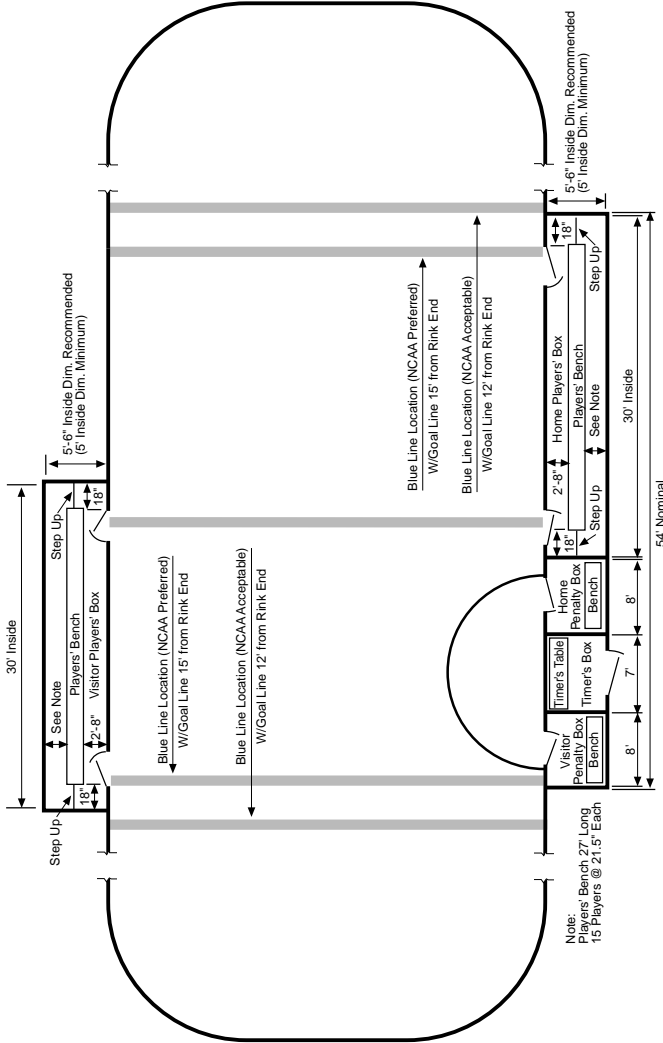 30' Inside
See Note
Players' Bench
Visitor Players' Box
2'-8"
Step Up
18"
Step Up
18"
5'-6" Inside Dim. Recommended
(5' Inside Dim. Minimum)
Blue Line Location (NCAA Preferred)
W/Goal Line 15' from Rink End
Blue Line Location (NCAA Acceptable)
W/Goal Line 12' from Rink End
Blue Line Location (NCAA Preferred)
W/Goal Line 15' from Rink End
Blue Line Location (NCAA Acceptable)
W/Goal Line 12' from Rink End
5'-6" Inside Dim. Recommended
(5' Inside Dim. Minimum)
Visitor
Penalty Box
Bench
Timer's Table
Timer's Box
Home
Penalty Box
Bench
Home Players' Box
Players' Bench
See Note
2'-8"
18"
Step Up
18"
Step Up
8'
7'
8'
30' Inside
54' Nominal
Note:
Players' Bench 27' Long
15 Players @ 21.5" Each